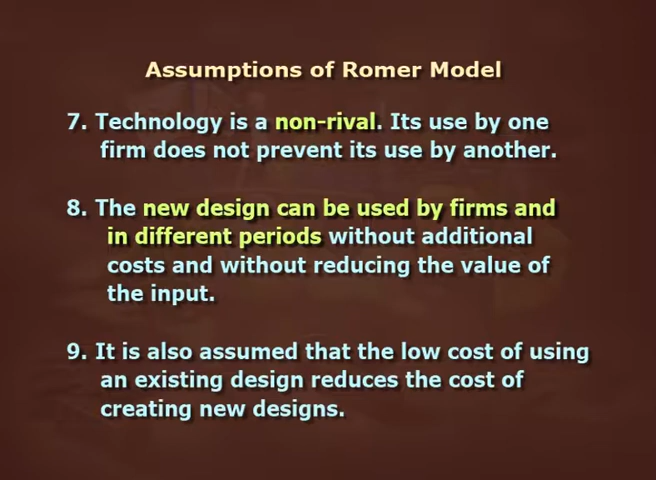 Assumptions of Romer Model
7. Technology is a non-rival. Its use by one
firm does not prevent its use by another.
8. The new design can be used by firms and
in different periods without additional
costs and without reducing the value of
the input.
9. It is also assumed that the low cost of using
an existing design reduces the cost of
creating new designs.